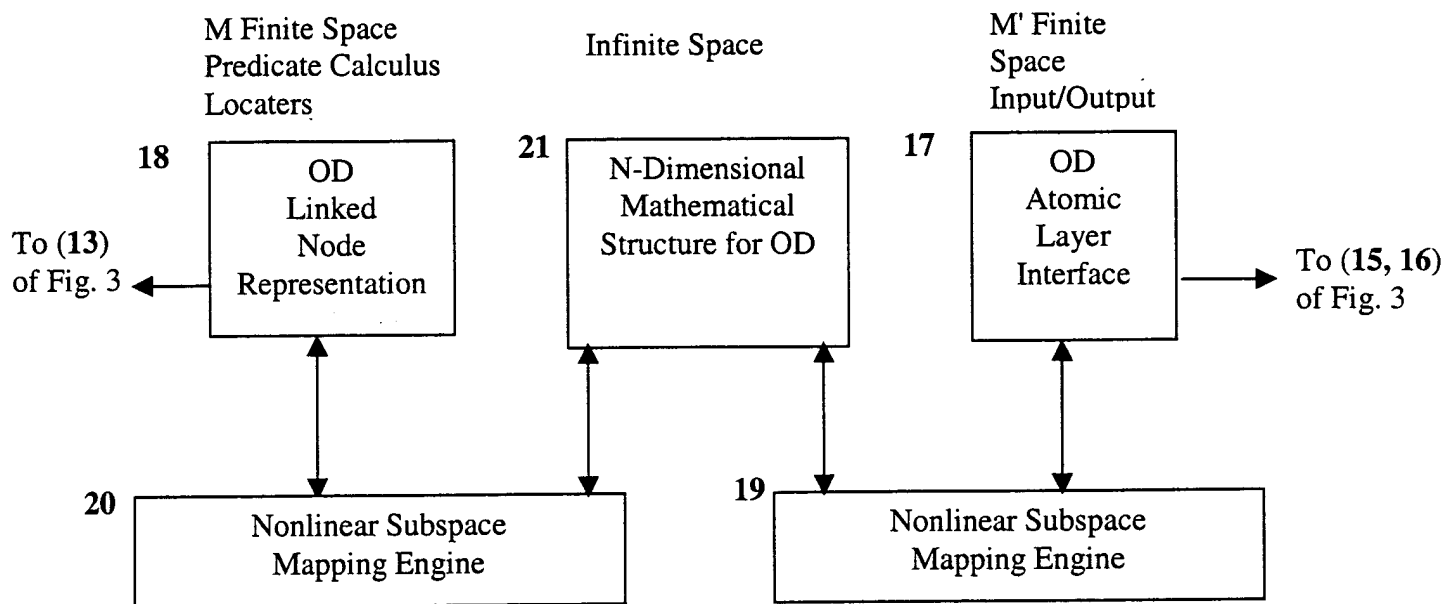 M Finite Space
Predicate Calculus
Locaters
Infinite Space
M' Finite
Space
Input/Output
18
OD
Linked
Node
Representation
21
N-Dimensional
Mathematical
Structure for OD
17
OD
Atomic
Layer
Interface
To (13)
of Fig. 3
To (15, 16)
of Fig. 3
20
Nonlinear Subspace
Mapping Engine
19
Nonlinear Subspace
Mapping Engine